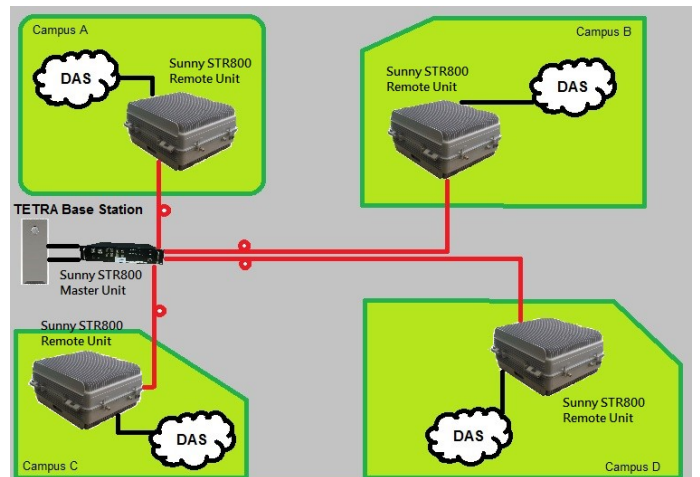 Campus A
Sunny STR800
Remote Unit
DAS
Campus B
Sunny STR800
Remote Unit
DAS
TETRA Base Station
Sunny STR800
Master Unit
Sunny STR800
Remote Unit
DAS
Campus C
Sunny STR800
Remote Unit
DAS
Campus D